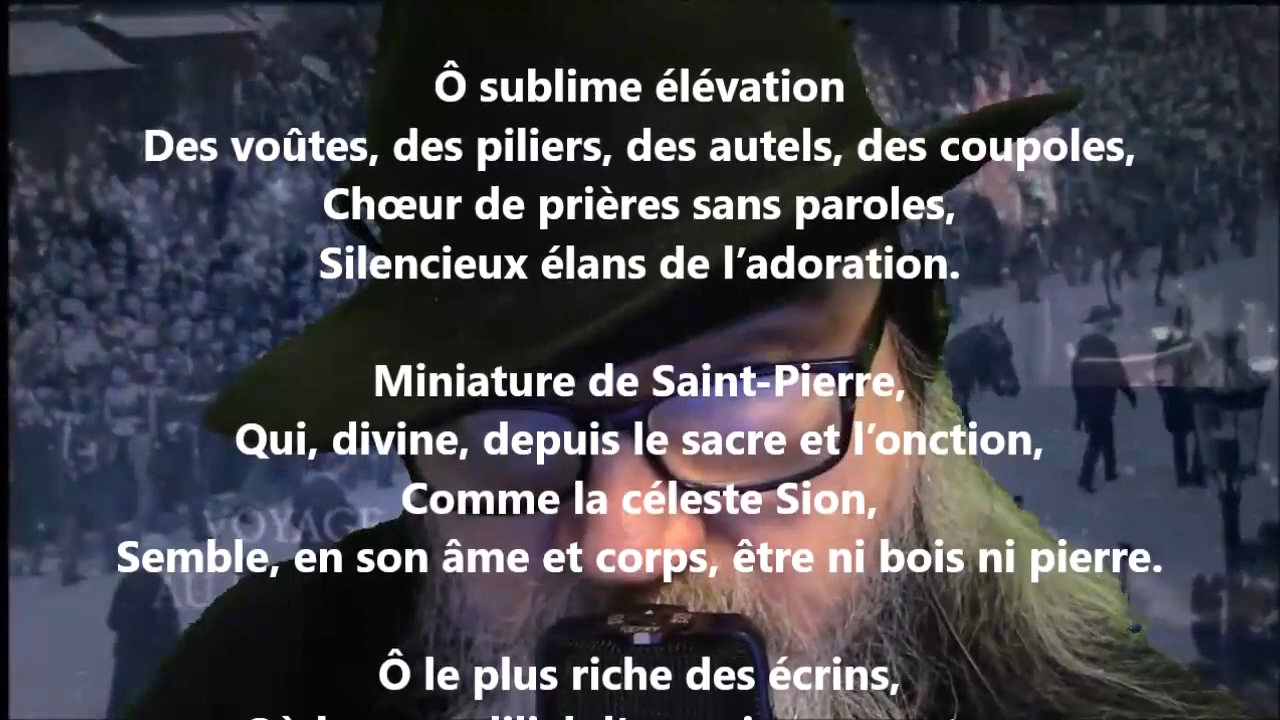 Ô sublime élévation
Des voûtes, des piliers, des autels, des coupoles,
Chœur de prières sans paroles,
Silencieux élans de l’adoration.
Miniature de Saint-Pierre,
Qui, divine, depuis le sacre et l’onction,
Comme la céleste Sion,
VOYAGE
Semble, en son âme et corps, être ni bois ni pierre.
AU
Ô le plus riche des écrins,